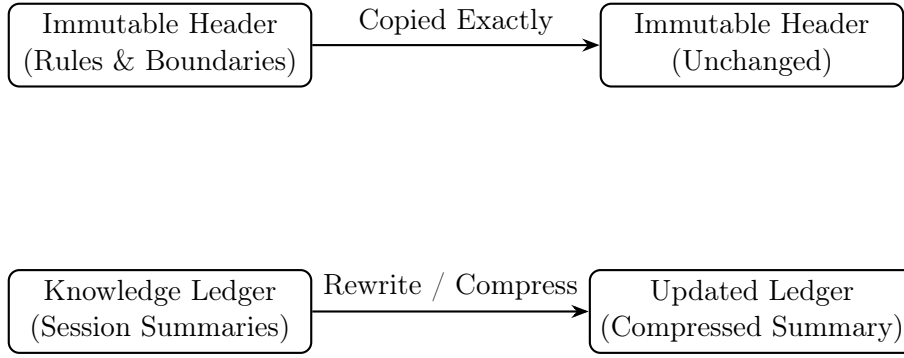 Immutable Header
(Rules & Boundaries)
Copied Exactly
Immutable Header
(Unchanged)
Knowledge Ledger
(Session Summaries)
Rewrite / Compress
Updated Ledger
(Compressed Summary)